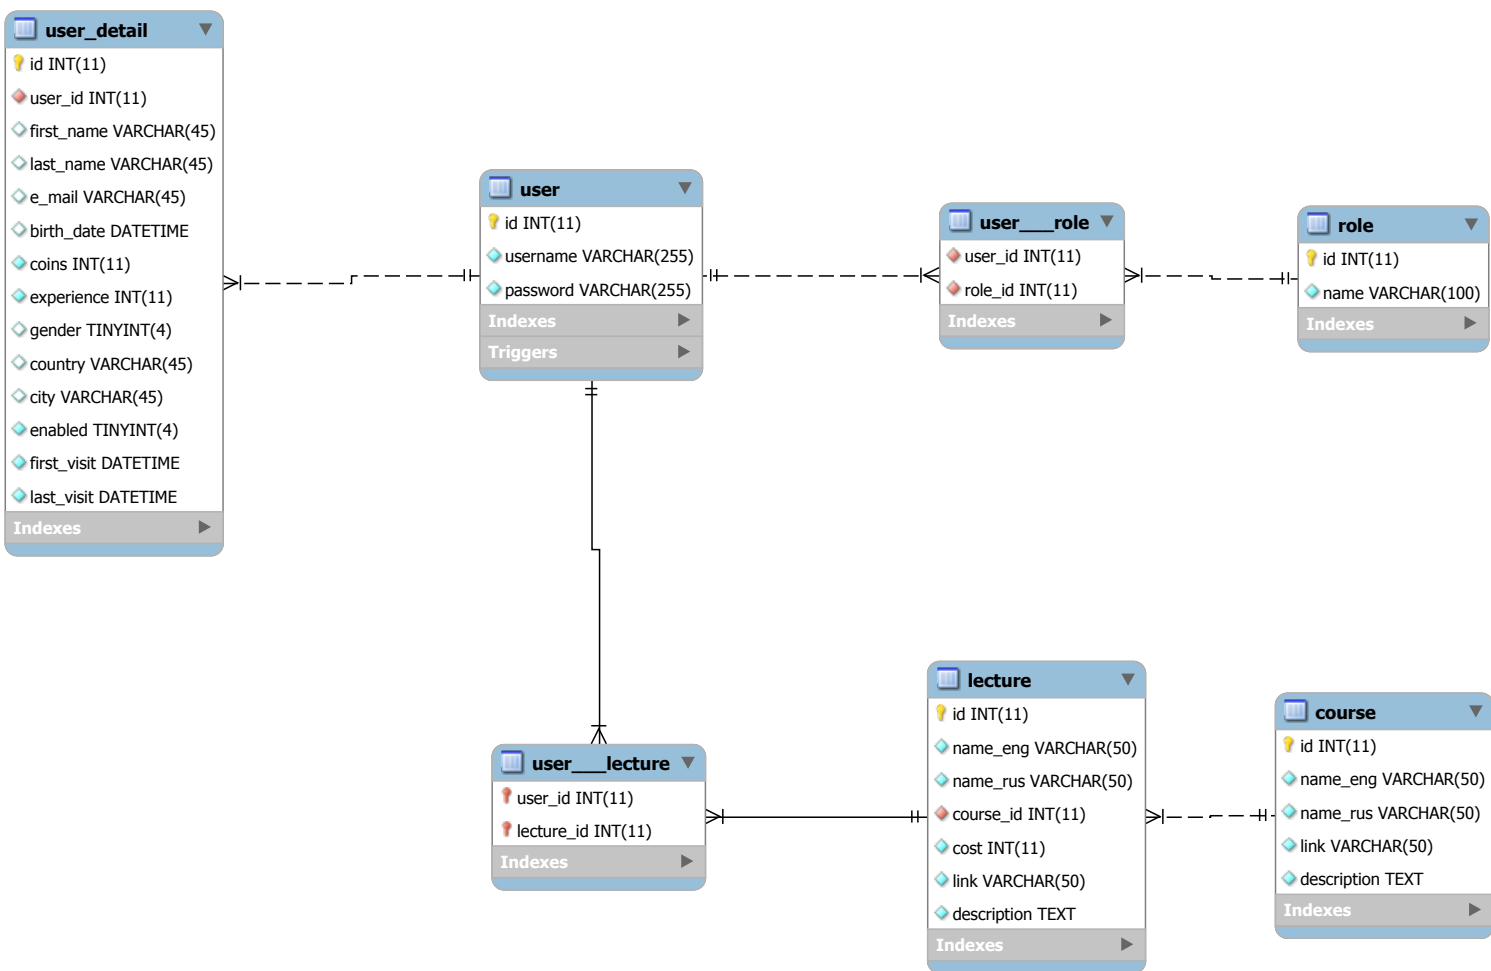 user_detail
id INT(11)
user_id INT(11)
first_name VARCHAR(45)
last_name VARCHAR(45)
e_mail VARCHAR(45)
birth_date DATETIME
coins INT(11)
experience INT(11)
gender TINYINT(4)
country VARCHAR(45)
city VARCHAR(45)
enabled TINYINT(4)
first_visit DATETIME
last_visit DATETIME
Indexes
user
id INT(11)
username VARCHAR(255)
password VARCHAR(255)
Indexes
Triggers
user___role
user_id INT(11)
role_id INT(11)
Indexes
role
id INT(11)
name VARCHAR(100)
Indexes
user___lecture
user_id INT(11)
lecture_id INT(11)
Indexes
lecture
id INT(11)
name_eng VARCHAR(50)
name_rus VARCHAR(50)
course_id INT(11)
cost INT(11)
link VARCHAR(50)
description TEXT
Indexes
course
id INT(11)
name_eng VARCHAR(50)
name_rus VARCHAR(50)
link VARCHAR(50)
description TEXT
Indexes